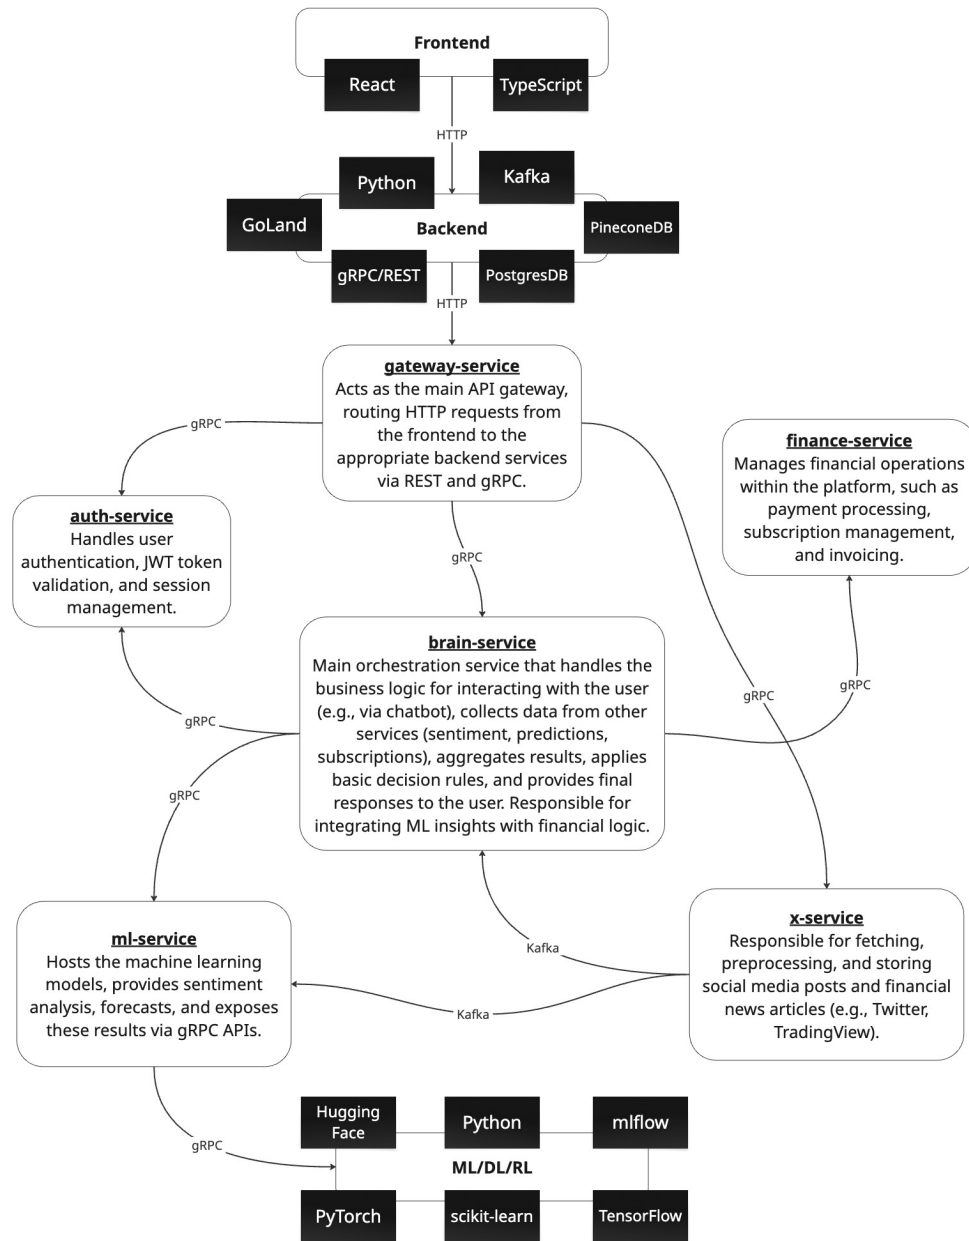 Frontend
React
TypeScript
HTTP
Python
Kafka
GoLand
Backend
PineconeDB
gRPC/REST
PostgresDB
HTTP
gateway-service
Acts as the main API gateway,
routing HTTP requests from
the frontend to the
appropriate backend services
via REST and gRPC.
gRPC
finance-service
Manages financial operations
within the platform, such as
payment processing,
subscription management,
and invoicing.
auth-service
Handles user
authentication, JWT token
validation, and session
management.
gRPC
brain-service
Main orchestration service that handles the
business logic for interacting with the user
(e.g., via chatbot), collects data from other
services (sentiment, predictions,
subscriptions), aggregates results, applies
basic decision rules, and provides final
responses to the user. Responsible for
integrating ML insights with financial logic.
gRPC
gRPC
gRPC
gRPC
ml-service
Hosts the machine learning
models, provides sentiment
analysis, forecasts, and exposes
these results via gRPC APIs.
Kafka
Kafka
x-service
Responsible for fetching,
preprocessing, and storing
social media posts and financial
news articles (e.g., Twitter,
TradingView).
gRPC
Hugging
Face
Python
mlflow
ML/DL/RL
PyTorch
scikit-learn
TensorFlow